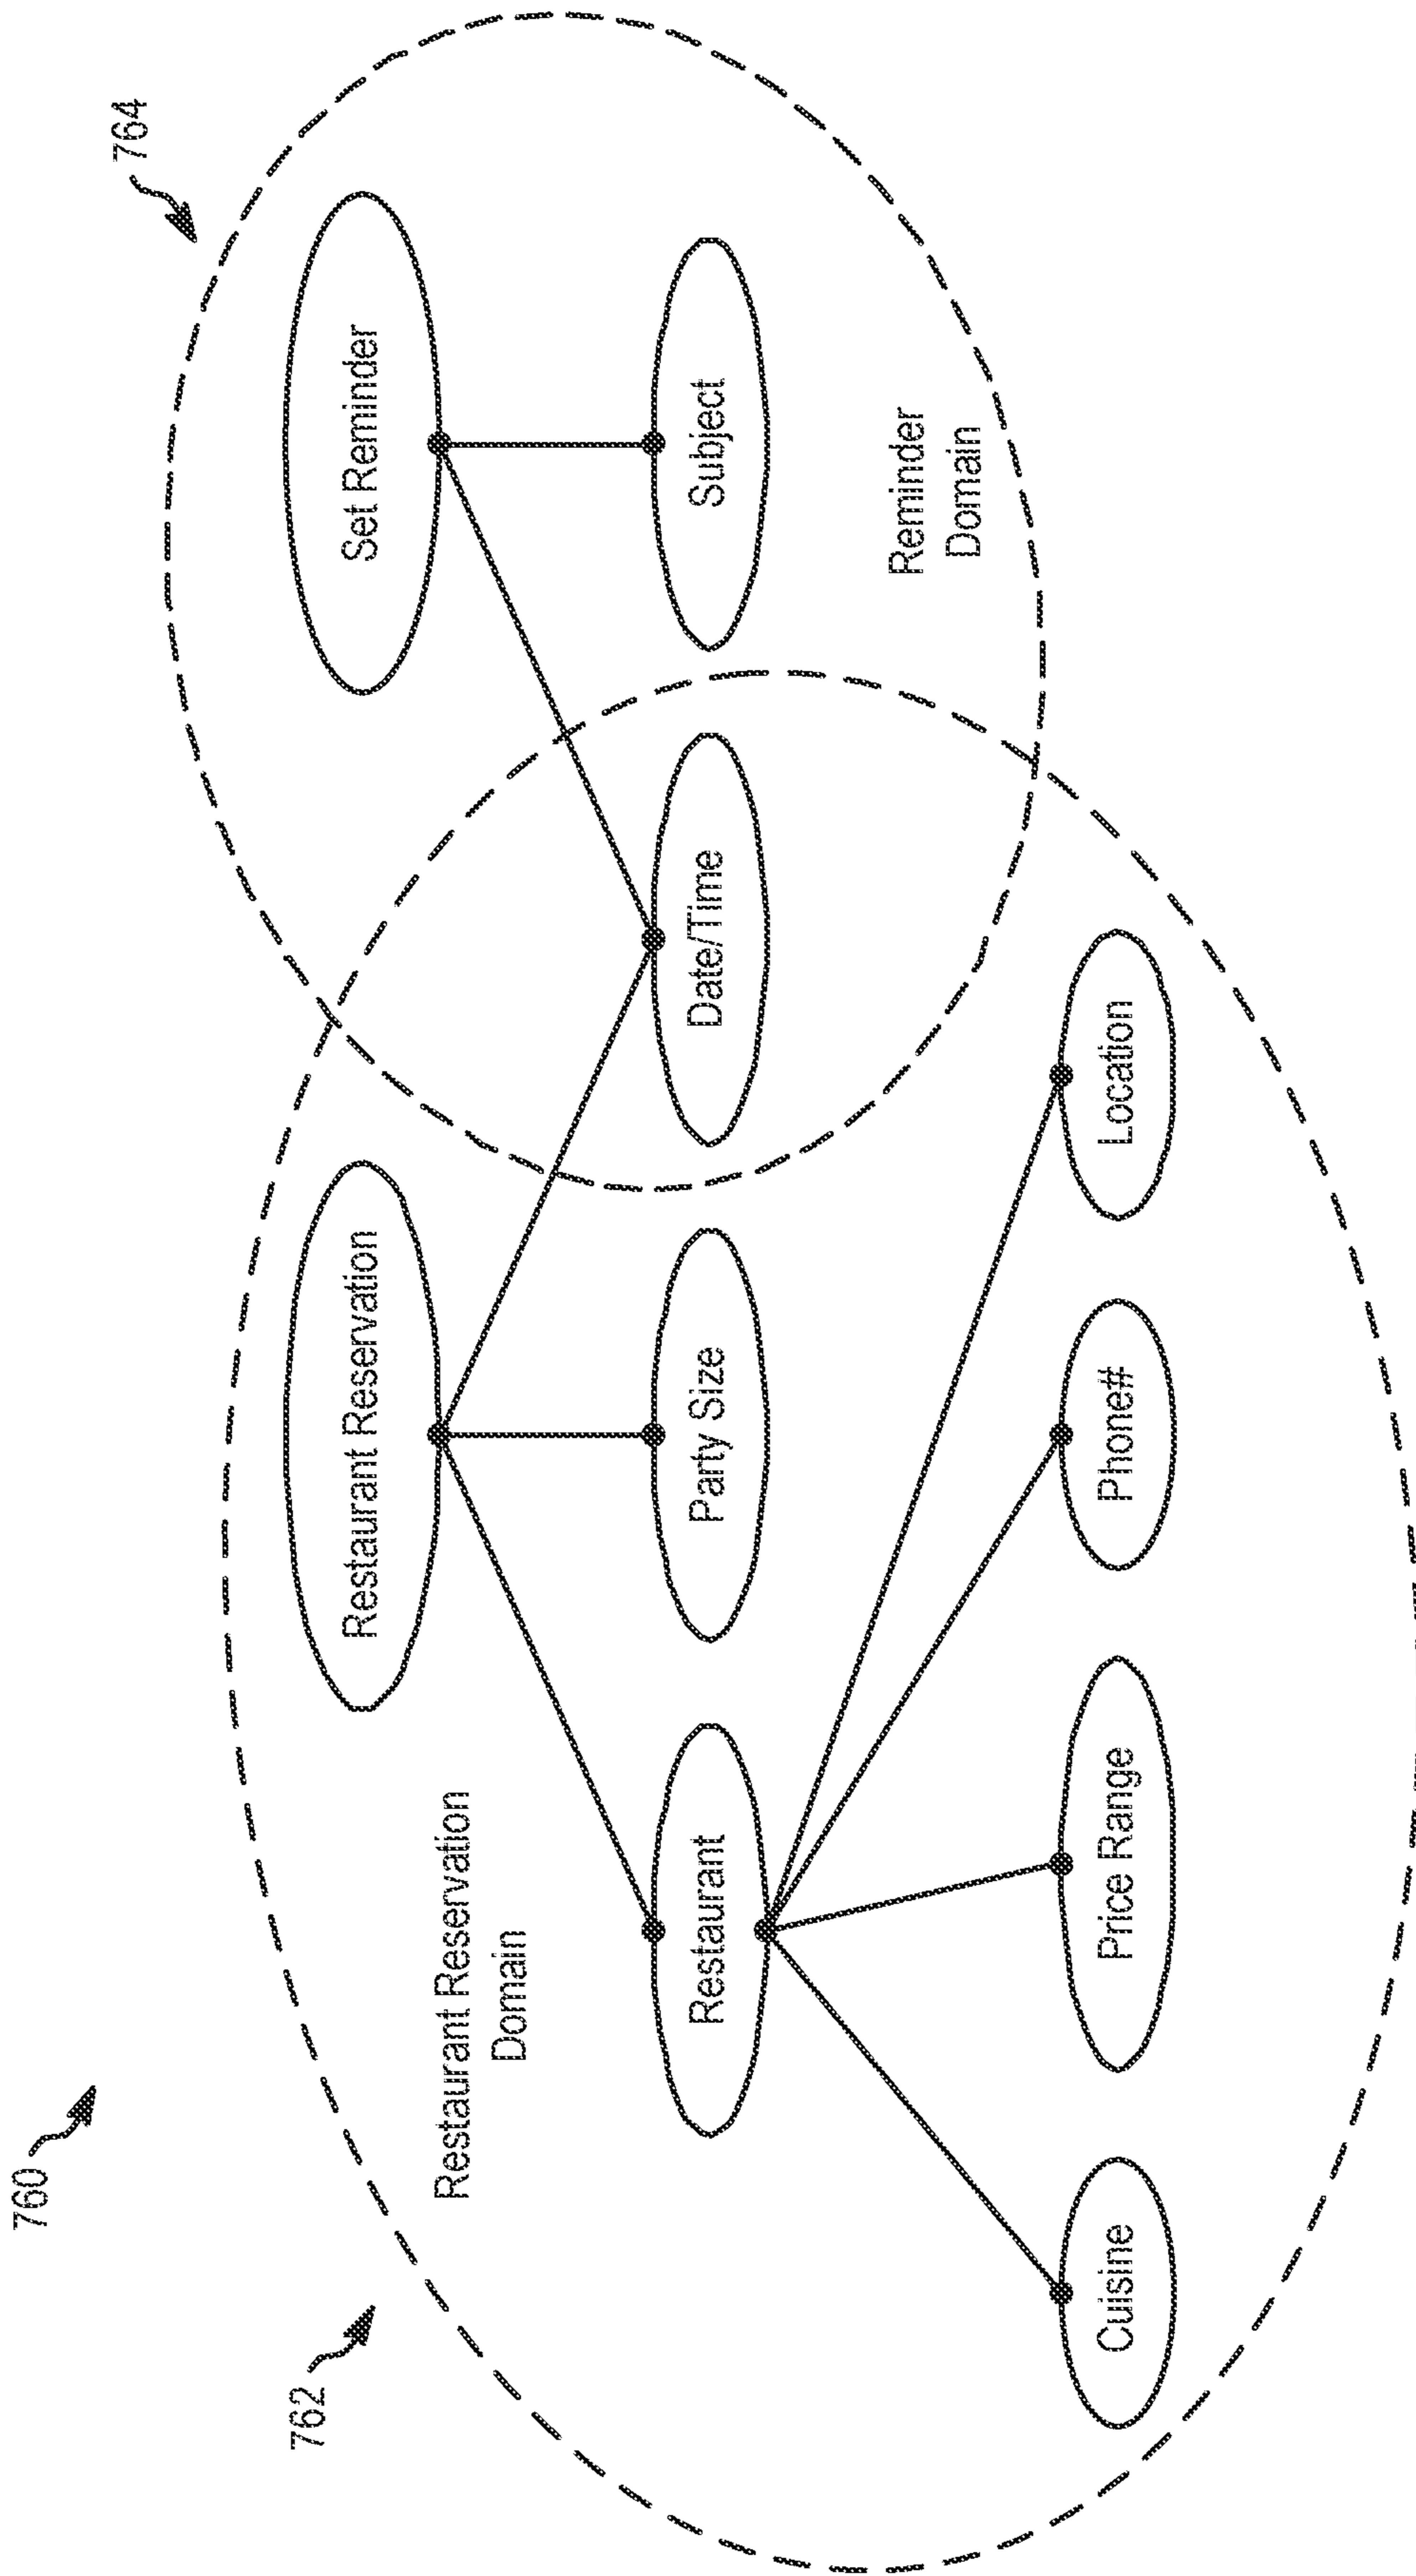 760
762
764
Restaurant Reservation
Set Reminder
Restaurant Reservation
Domain
Restaurant
Party Size
Date/Time
Subject
Reminder
Domain
Cuisine
Price Range
Phone#
Location